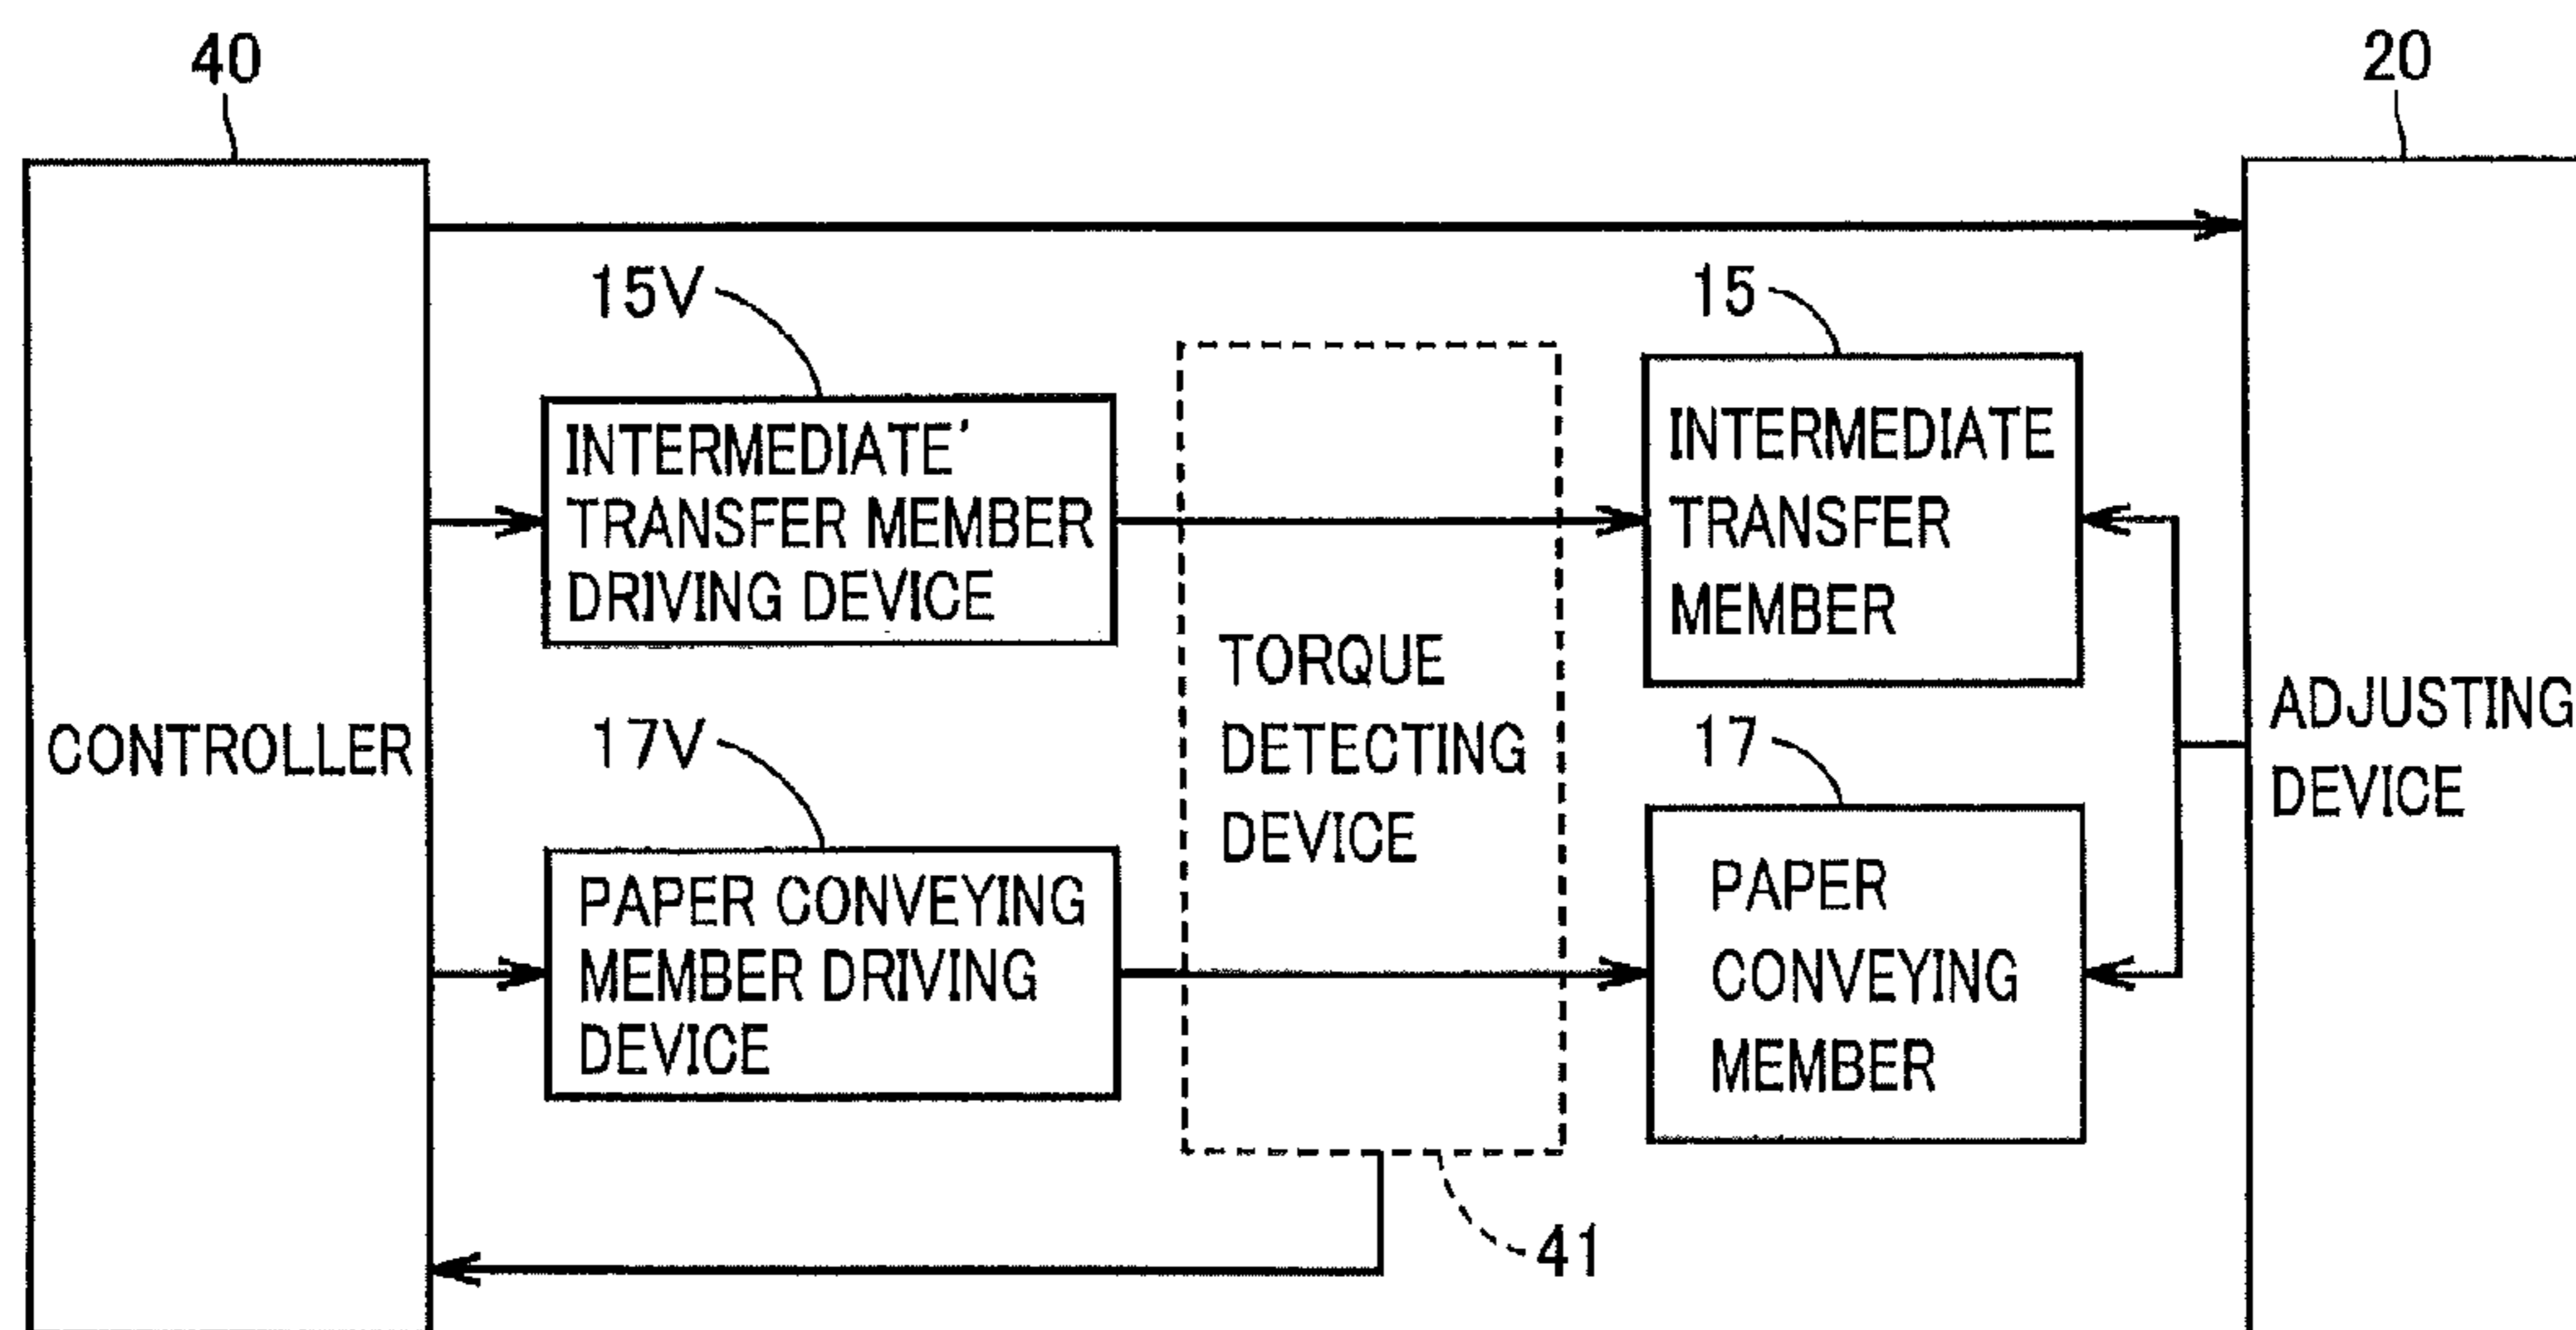 40
20
15V
15
INTERMEDIATE'
TRANSFER MEMBER
DRIVING DEVICE
INTERMEDIATE
TRANSFER
MEMBER
TORQUE
DETECTING
DEVICE
CONTROLLER
17V
17
ADJUSTING
DEVICE
PAPER CONVEYING
MEMBER DRIVING
DEVICE
PAPER
CONVEYING
MEMBER
41